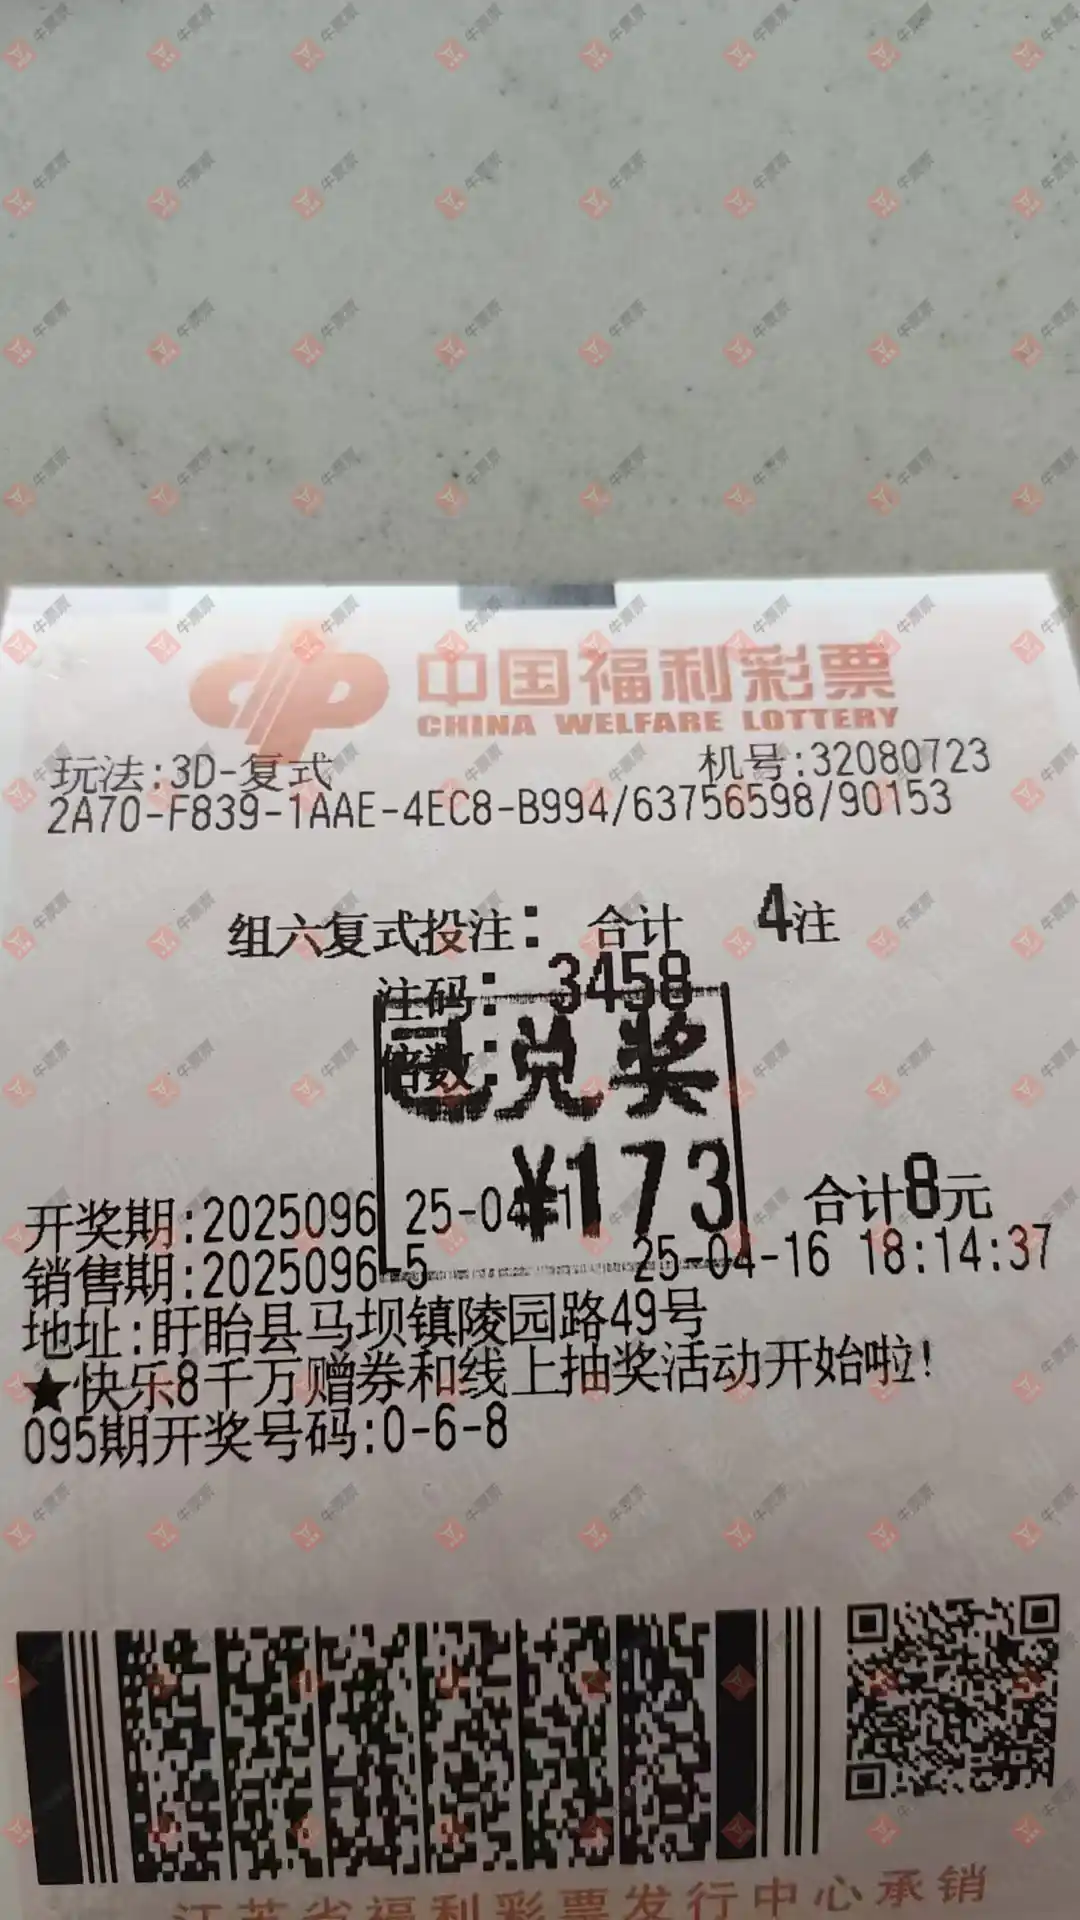 中国福利彩票
CHINA WELFARE LOTTERY
玩法:3D-复式 机号:32080723
2A70-F839-1AAE-4EC8-B994/63756598/90153
组六复式投注: 合计 4注
注码: 3458
倍数:
已兑奖
¥173
开奖期:2025096 25-04-1 合计8元
销售期:2025096-5 25-04-16 18:14:37
地址:盱眙县马坝镇陵园路49号
★快乐8千万赠券和线上抽奖活动开始啦!
095期开奖号码:0-6-8
江苏省福利彩票发行中心承销
牛票票